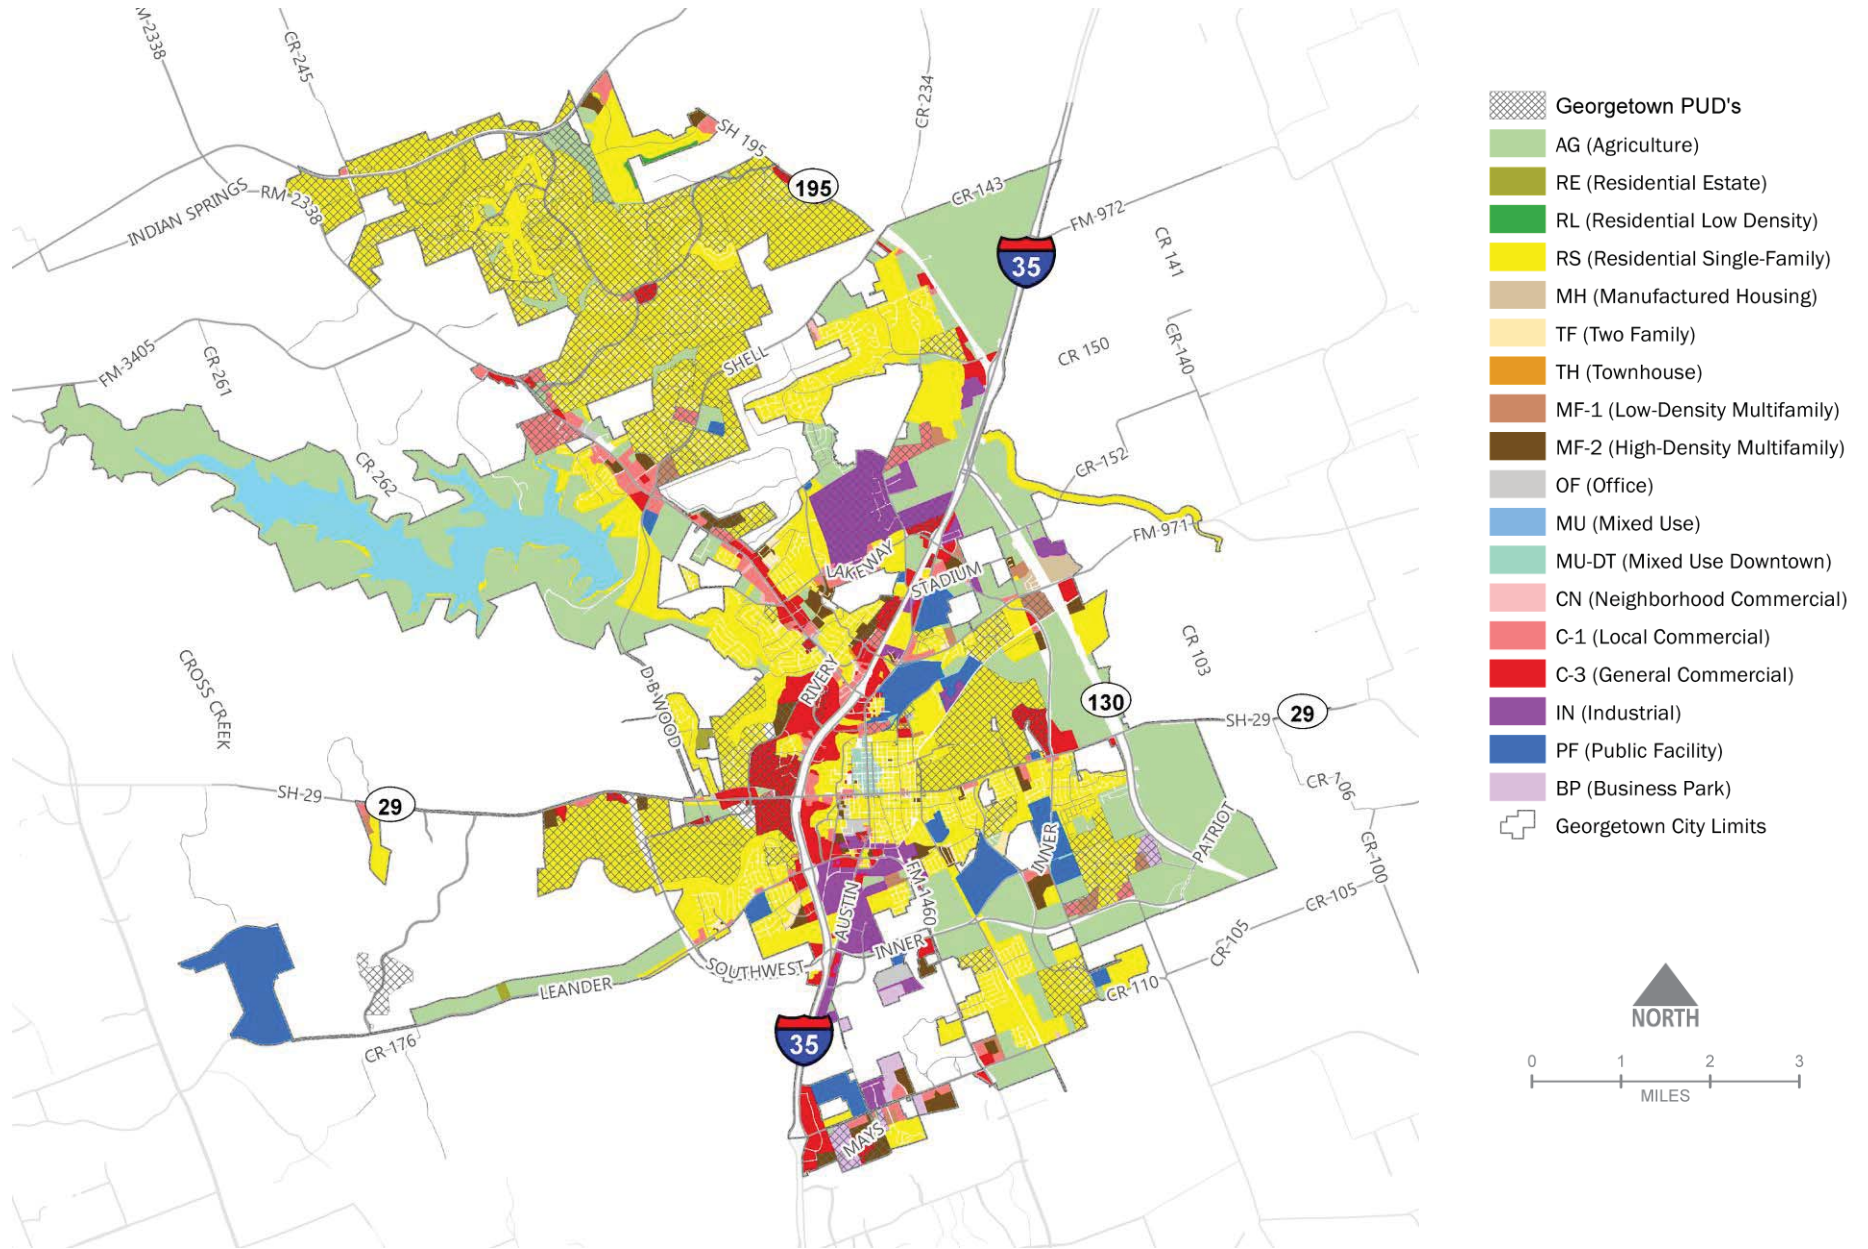 M-2338
CR-245
CR-234
SH 195
195
CR-143
INDIAN SPRINGS
RM-2338
FM-972
35
CR 141
FM-3405
CR-261
SHELL
CR 150
CR-140
CR 262
CR-152
FM-971
LAKEWAY
STADIUM
CROSS CREEK
D B WOOD
RIVERY
CR 103
130
SH-29
29
SH-29
29
CR-106
INNER
PATRIOT
CR-100
AUSTIN
FM-1460
CR-105
INNER
CR-105
SOUTHWEST
LEANDER
CR-110
CR-176
35
MAYS
Georgetown PUD's
AG (Agriculture)
RE (Residential Estate)
RL (Residential Low Density)
RS (Residential Single-Family)
MH (Manufactured Housing)
TF (Two Family)
TH (Townhouse)
MF-1 (Low-Density Multifamily)
MF-2 (High-Density Multifamily)
OF (Office)
MU (Mixed Use)
MU-DT (Mixed Use Downtown)
CN (Neighborhood Commercial)
C-1 (Local Commercial)
C-3 (General Commercial)
IN (Industrial)
PF (Public Facility)
BP (Business Park)
Georgetown City Limits
NORTH
0 1 2 3
MILES